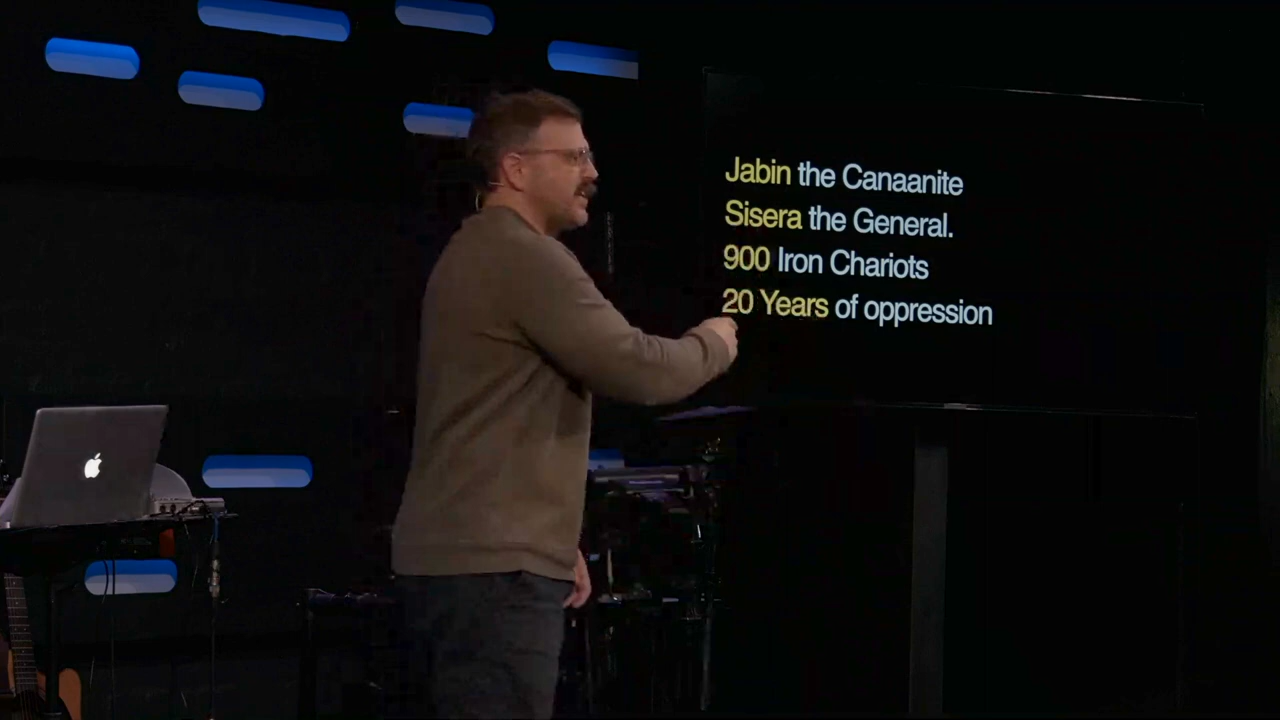 Jabin the Canaanite
Sisera the General.
900 Iron Chariots
20 Years of oppression